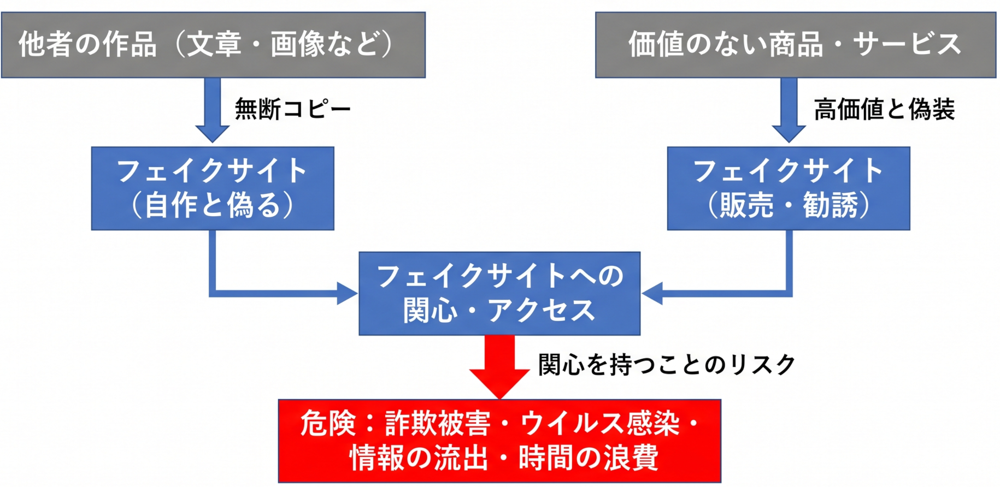 他者の作品（文章・画像など）
価値のない商品・サービス
無断コピー
高価値と偽装
フェイクサイト
（自作と偽る）
フェイクサイト
（販売・勧誘）
フェイクサイトへの
関心・アクセス
関心を持つことのリスク
危険：詐欺被害・ウイルス感染・
情報の流出・時間の浪費